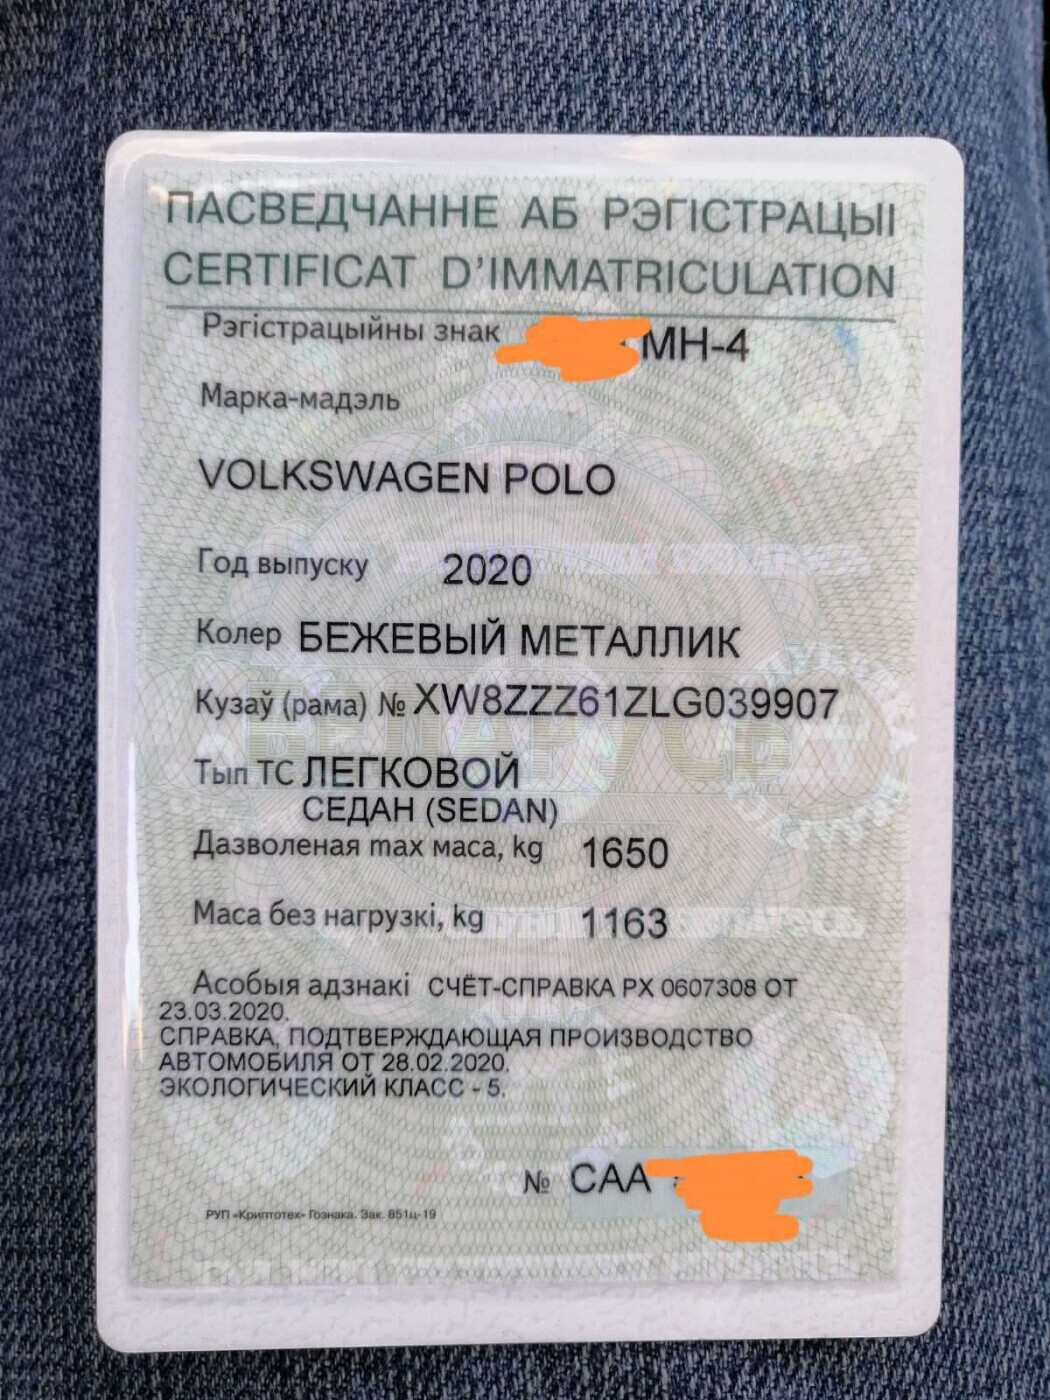 ПАСВЕДЧАННЕ АБ РЭГІСТРАЦЫІ
CERTIFICAT D'IMMATRICULATION
Рэгістрацыйны знак МН-4
Марка-мадэль
VOLKSWAGEN POLO
Год выпуску 2020
Колер БЕЖЕВЫЙ МЕТАЛЛИК
Кузаў (рама) № XW8ZZZ61ZLG039907
Тып ТС ЛЕГКОВОЙ
СЕДАН (SEDAN)
Дазволеная max маса, kg 1650
Маса без нагрузкі, kg 1163
Асобыя адзнакі СЧЁТ-СПРАВКА РХ 0607308 ОТ
23.03.2020.
СПРАВКА, ПОДТВЕРЖДАЮЩАЯ ПРОИЗВОДСТВО
АВТОМОБИЛЯ ОТ 28.02.2020.
ЭКОЛОГИЧЕСКИЙ КЛАСС - 5.
№ САА
РУП «Криптотех» Гознака. Зак. 851ц-19